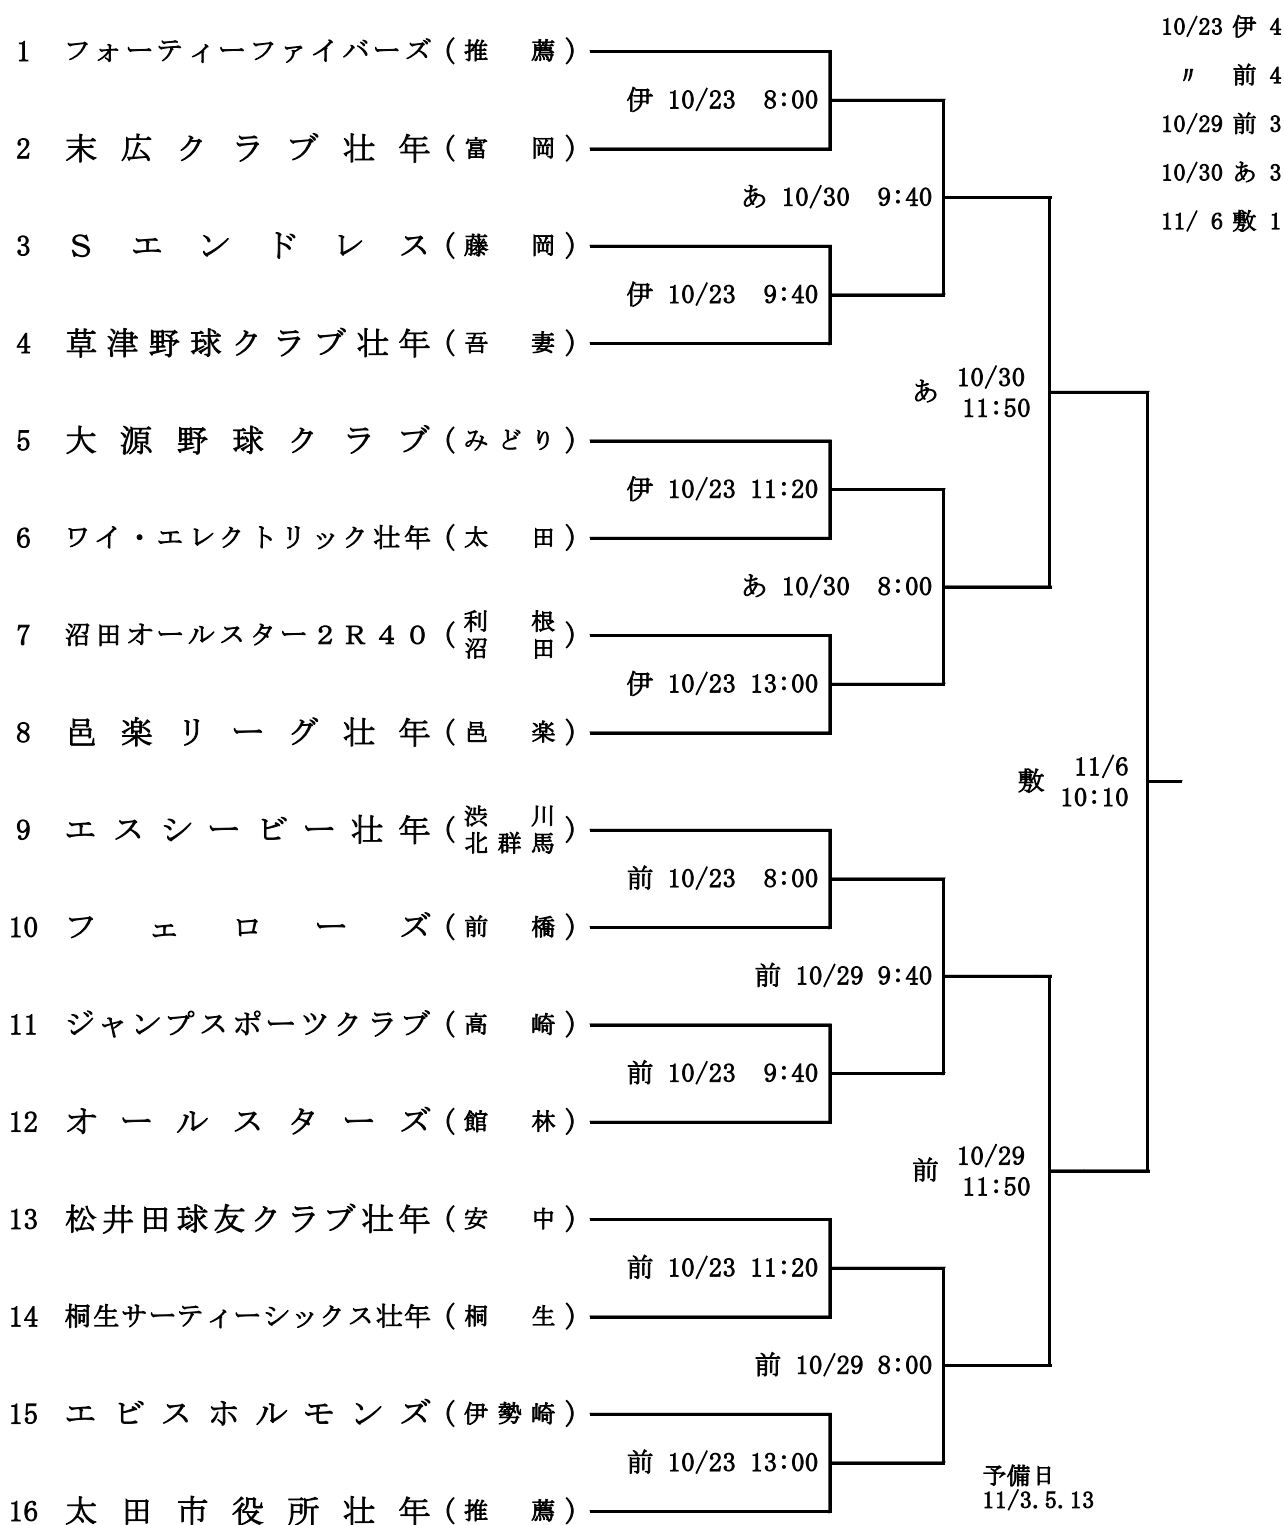 10/23 伊 4
〃 前 4
10/29 前 3
10/30 あ 3
11/ 6 敷 1
1 フォーティーファイバーズ (推 薦)
伊 10/23 8:00
2 末広クラブ壮年 (富 岡)
あ 10/30 9:40
3 Sエンドレス (藤 岡)
伊 10/23 9:40
4 草津野球クラブ壮年 (吾 妻)
あ 10/30
11:50
5 大源野球クラブ (みどり)
伊 10/23 11:20
6 ワイ・エレクトリック壮年 (太 田)
あ 10/30 8:00
7 沼田オールスター2R40 (利 根
沼 田)
伊 10/23 13:00
8 邑楽リーグ壮年 (邑 楽)
敷 11/6
10:10
9 エスシービー壮年 (渋 川
北群馬)
前 10/23 8:00
10 フェローズ (前 橋)
前 10/29 9:40
11 ジャンプスポーツクラブ (高 崎)
前 10/23 9:40
12 オールスターズ (館 林)
前 10/29
11:50
13 松井田球友クラブ壮年 (安 中)
前 10/23 11:20
14 桐生サーティーシックス壮年 (桐 生)
前 10/29 8:00
15 エビスホルモンズ (伊勢崎)
前 10/23 13:00
16 太田市役所壮年 (推 薦)
予備日
11/3.5.13